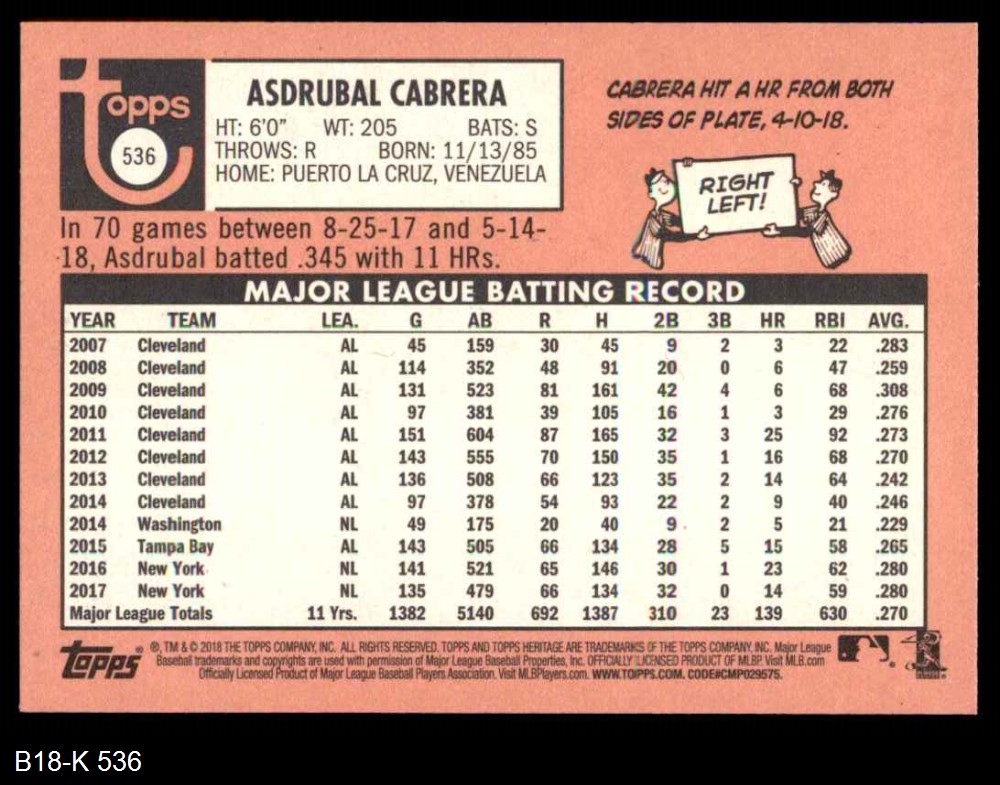 Topps
536
ASDRUBAL CABRERA
HT: 6'0" WT: 205 BATS: S
THROWS: R BORN: 11/13/85
HOME: PUERTO LA CRUZ, VENEZUELA
CABRERA HIT A HR FROM BOTH
SIDES OF PLATE, 4-10-18.
RIGHT
LEFT!
In 70 games between 8-25-17 and 5-14-
18, Asdrubal batted .345 with 11 HRs.
MAJOR LEAGUE BATTING RECORD
YEAR TEAM LEA. G AB R H 2B 3B HR RBI AVG.
2007 Cleveland AL 45 159 30 45 9 2 3 22 .283
2008 Cleveland AL 114 352 48 91 20 0 6 47 .259
2009 Cleveland AL 131 523 81 161 42 4 6 68 .308
2010 Cleveland AL 97 381 39 105 16 1 3 29 .276
2011 Cleveland AL 151 604 87 165 32 3 25 92 .273
2012 Cleveland AL 143 555 70 150 35 1 16 68 .270
2013 Cleveland AL 136 508 66 123 35 2 14 64 .242
2014 Cleveland AL 97 378 54 93 22 2 9 40 .246
2014 Washington NL 49 175 20 40 9 2 5 21 .229
2015 Tampa Bay AL 143 505 66 134 28 5 15 58 .265
2016 New York NL 141 521 65 146 30 1 23 62 .280
2017 New York NL 135 479 66 134 32 0 14 59 .280
Major League Totals 11 Yrs. 1382 5140 692 1387 310 23 139 630 .270
Topps ®, TM & © 2018 THE TOPPS COMPANY, INC. ALL RIGHTS RESERVED. TOPPS AND TOPPS HERITAGE ARE TRADEMARKS OF THE TOPPS COMPANY, INC. Major League
Baseball trademarks and copyrights are used with permission of Major League Baseball Properties, Inc. OFFICIALLY LICENSED PRODUCT OF MLBP. Visit MLB.com
Officially Licensed Product of Major League Baseball Players Association. Visit MLBPlayers.com. WWW.TOPPS.COM. CODE#CMP029575.
B18-K 536